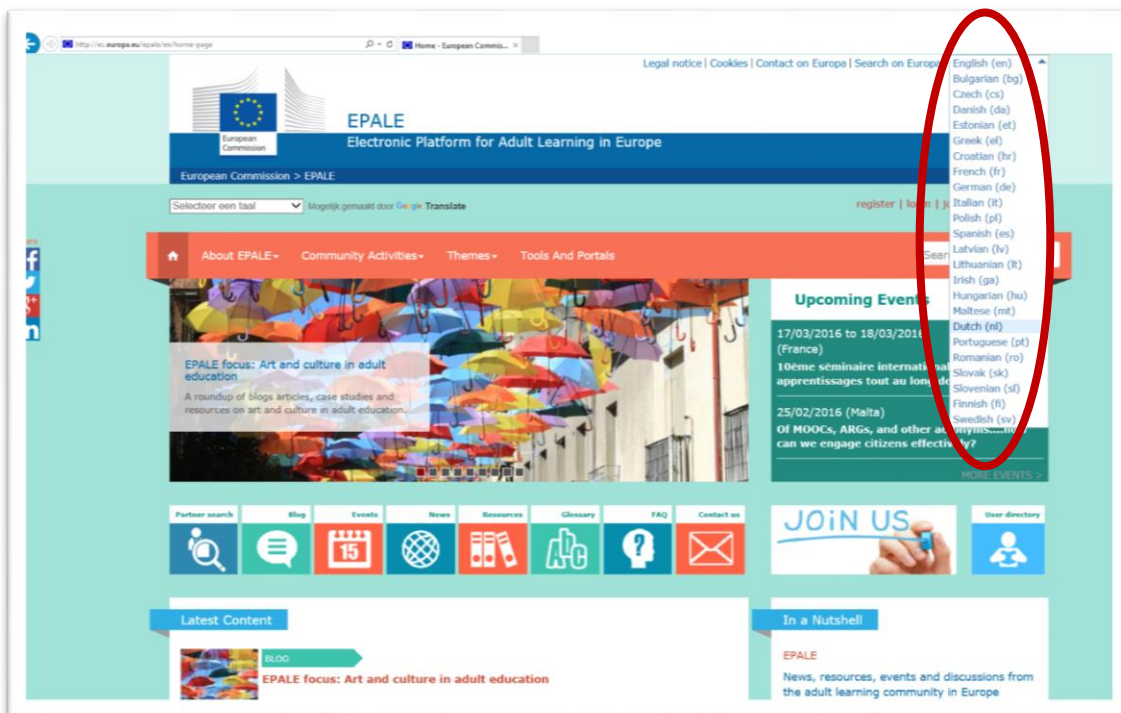 http://ec.europa.eu/epale/en/home-page
Home - European Commis...
Legal notice | Cookies | Contact on Europa | Search on Europa
English (en)
Bulgarian (bg)
Czech (cs)
Danish (da)
Estonian (et)
Greek (el)
Croatian (hr)
French (fr)
German (de)
Italian (it)
Polish (pl)
Spanish (es)
Latvian (lv)
Lithuanian (lt)
Irish (ga)
Hungarian (hu)
Maltese (mt)
Dutch (nl)
Portuguese (pt)
Romanian (ro)
Slovak (sk)
Slovenian (sl)
Finnish (fi)
Swedish (sv)
European
Commission
EPALE
Electronic Platform for Adult Learning in Europe
European Commission > EPALE
Selecteer een taal
Mogelijk gemaakt door Google Translate
register | login |
About EPALE
Community Activities
Themes
Tools And Portals
EPALE focus: Art and culture in adult
education
A roundup of blogs articles, case studies and
resources on art and culture in adult education.
Upcoming Events
17/03/2016 to 18/03/2016
(France)
10ème séminaire international
apprentissages tout au long de
25/02/2016 (Malta)
Of MOOCs, ARGs, and other
can we engage citizens effectively?
MORE EVENTS >
Partner search
Blog
Events
15
News
Resources
Glossary
ABC
FAQ
?
Contact us
JOIN US
User directory
Latest Content
BLOG
EPALE focus: Art and culture in adult education
In a Nutshell
EPALE
News, resources, events and discussions from
the adult learning community in Europe